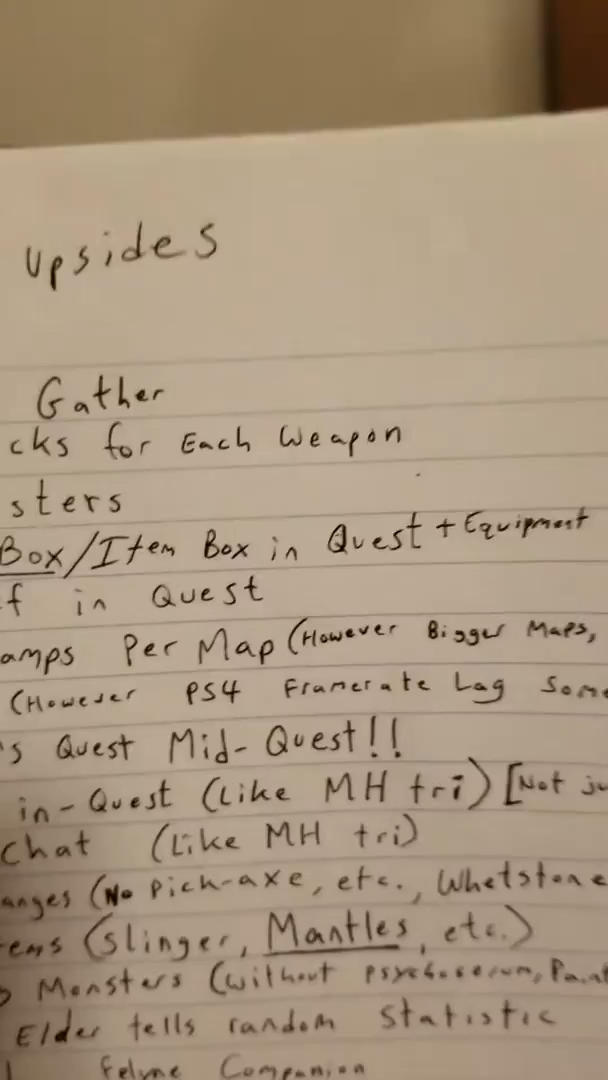 Upsides
Gather
cks for Each Weapon
sters
Box/Item Box in Quest + Equipment
f in Quest
amps Per Map (However Bigger Maps,
(However PS4 Framerate Lag Some
's Quest Mid-Quest!!
in-Quest (Like MH tri) [Not ju
Chat (Like MH tri)
anges (No Pick-axe, etc., Whetstone
ems (Slinger, Mantles, etc.)
Monsters (without psychoserum, Paint
Elder tells random statistic
Felyne Companion